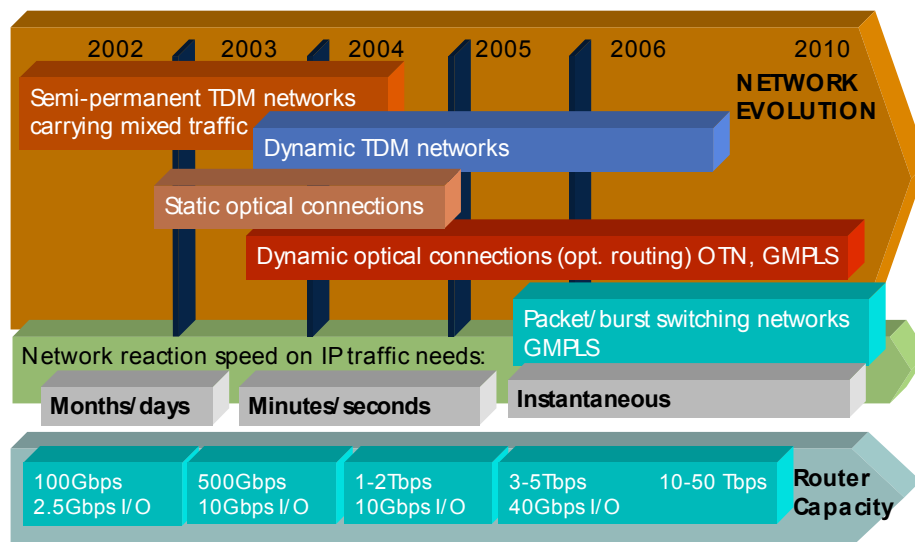 2002 2003 2004 2005 2006 2010
NETWORK
EVOLUTION
Semi-permanent TDM networks
carrying mixed traffic
Dynamic TDM networks
Static optical connections
Dynamic optical connections (opt. routing) OTN, GMPLS
Packet/burst switching networks
GMPLS
Network reaction speed on IP traffic needs:
Months/days Minutes/seconds Instantaneous
100Gbps 500Gbps 1-2Tbps 3-5Tbps 10-50 Tbps
2.5Gbps I/O 10Gbps I/O 10Gbps I/O 40Gbps I/O
Router
Capacity